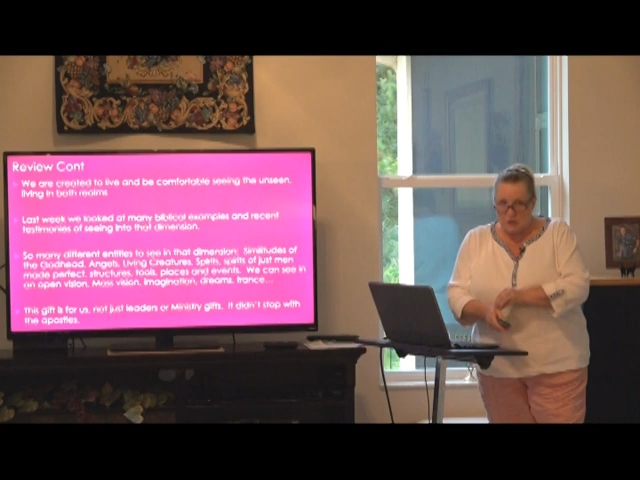 Review Cont
We are created to live and be comfortable seeing the unseen,
living in both realms
Last week we looked at many biblical examples and recent
testimonies of seeing into that dimension.
So many different entities to see in that dimension: Similitudes of
the Godhead, Angels, Living Creatures, Spirits, spirits of just men
made perfect, structures, tools, places and events. We can see in
an open vision, Mass vision, imagination, dreams, trance...
This gift is for us, not just leaders or Ministry gifts. It didn't stop with
the apostles.